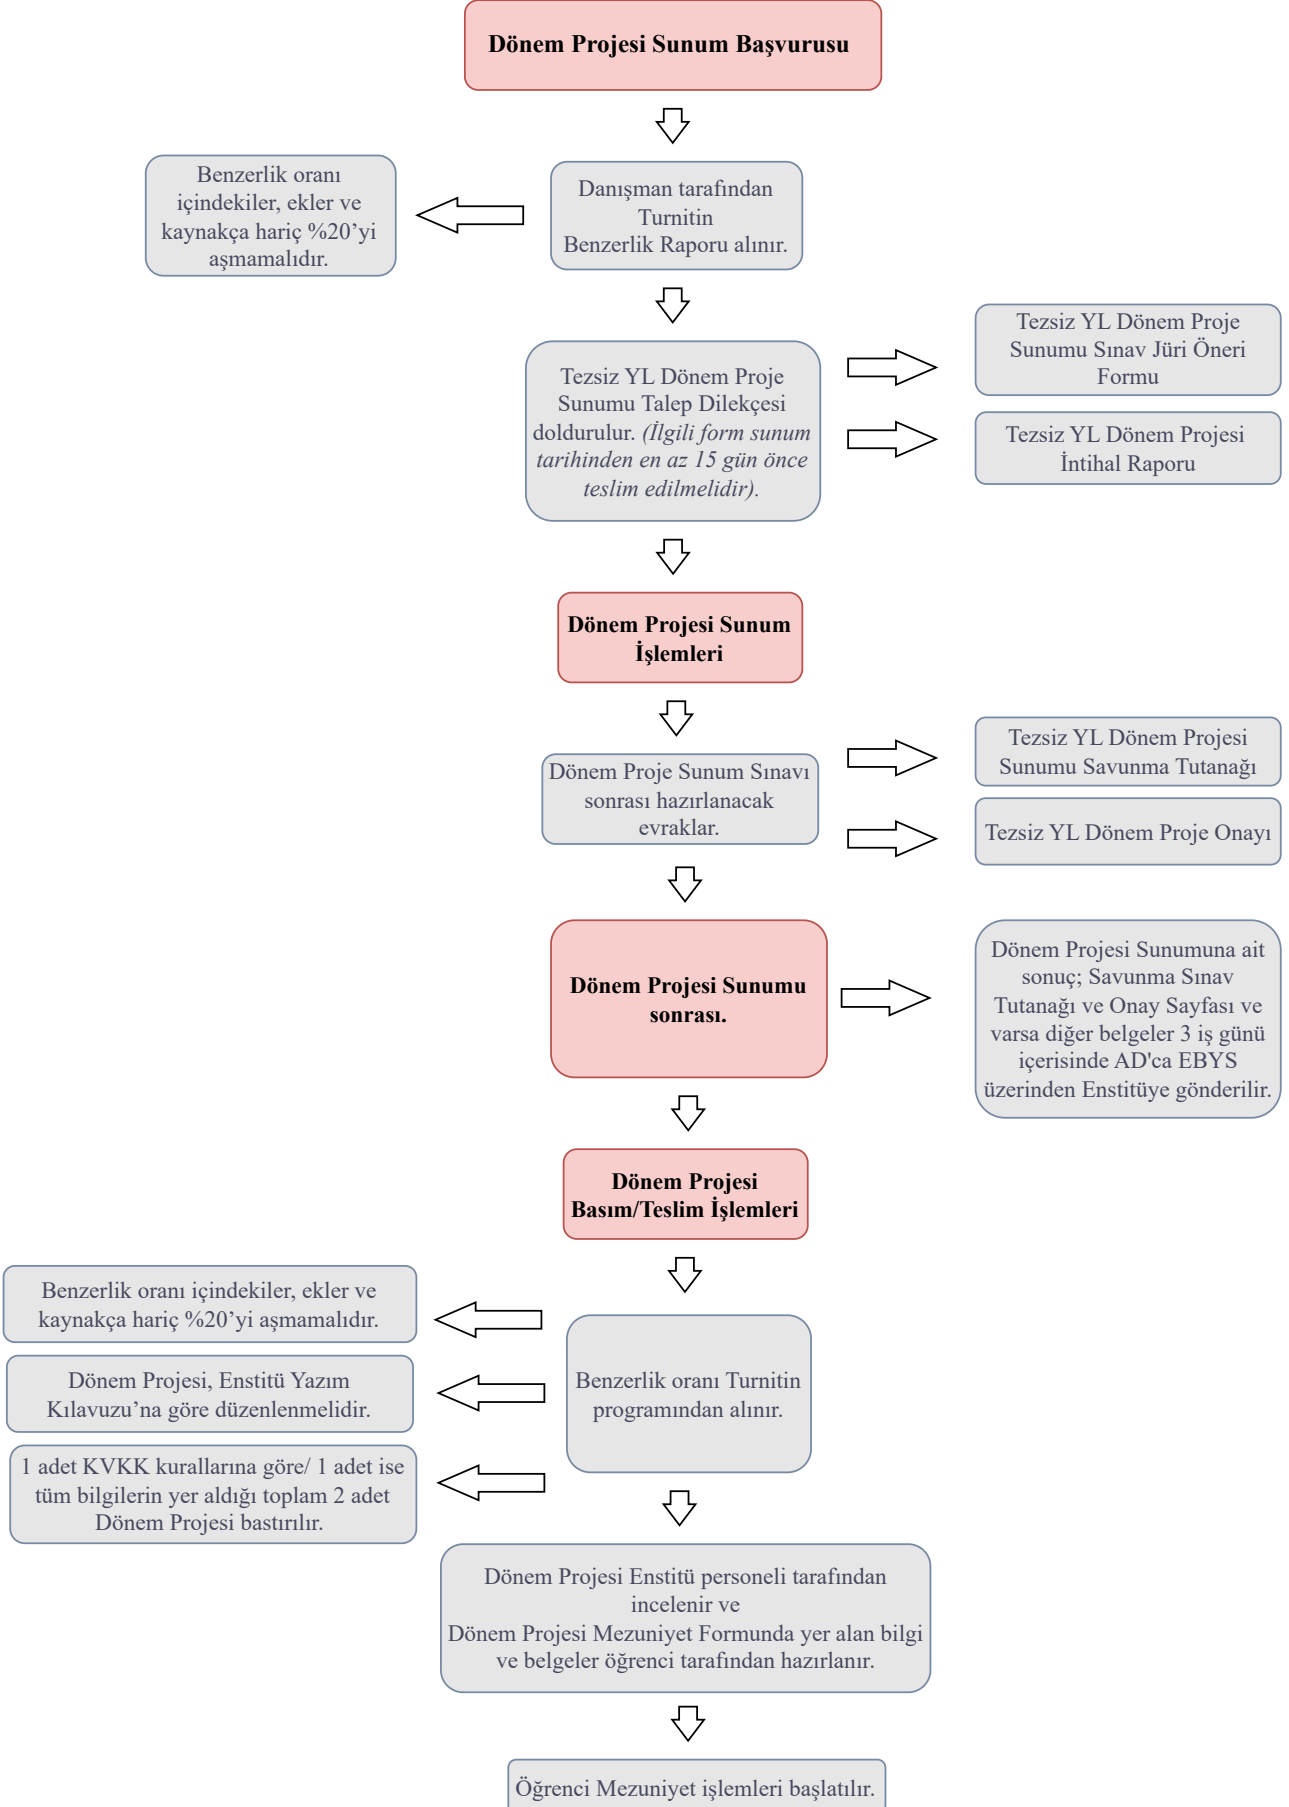 Dönem Projesi Sunum Başvurusu
Benzerlik oranı
içindekiler, ekler ve
kaynakça hariç %20’yi
aşmamalıdır.
Danışman tarafından
Turnitin
Benzerlik Raporu alınır.
Tezsiz YL Dönem Proje
Sunumu Talep Dilekçesi
doldurulur. (İlgili form sunum
tarihinden en az 15 gün önce
teslim edilmelidir).
Tezsiz YL Dönem Proje
Sunumu Sınav Jüri Öneri
Formu
Tezsiz YL Dönem Projesi
İntihal Raporu
Dönem Projesi Sunum
İşlemleri
Dönem Proje Sunum Sınavı
sonrası hazırlanacak
evraklar.
Tezsiz YL Dönem Projesi
Sunumu Savunma Tutanağı
Tezsiz YL Dönem Proje Onayı
Dönem Projesi Sunumu
sonrası.
Dönem Projesi Sunumuna ait
sonuç; Savunma Sınav
Tutanağı ve Onay Sayfası ve
varsa diğer belgeler 3 iş günü
içerisinde AD'ca EBYS
üzerinden Enstitüye gönderilir.
Dönem Projesi
Basım/Teslim İşlemleri
Benzerlik oranı içindekiler, ekler ve
kaynakça hariç %20’yi aşmamalıdır.
Dönem Projesi, Enstitü Yazım
Kılavuzu’na göre düzenlenmelidir.
1 adet KVKK kurallarına göre/ 1 adet ise
tüm bilgilerin yer aldığı toplam 2 adet
Dönem Projesi bastırılır.
Benzerlik oranı Turnitin
programından alınır.
Dönem Projesi Enstitü personeli tarafından
incelenir ve
Dönem Projesi Mezuniyet Formunda yer alan bilgi
ve belgeler öğrenci tarafından hazırlanır.
Öğrenci Mezuniyet işlemleri başlatılır.